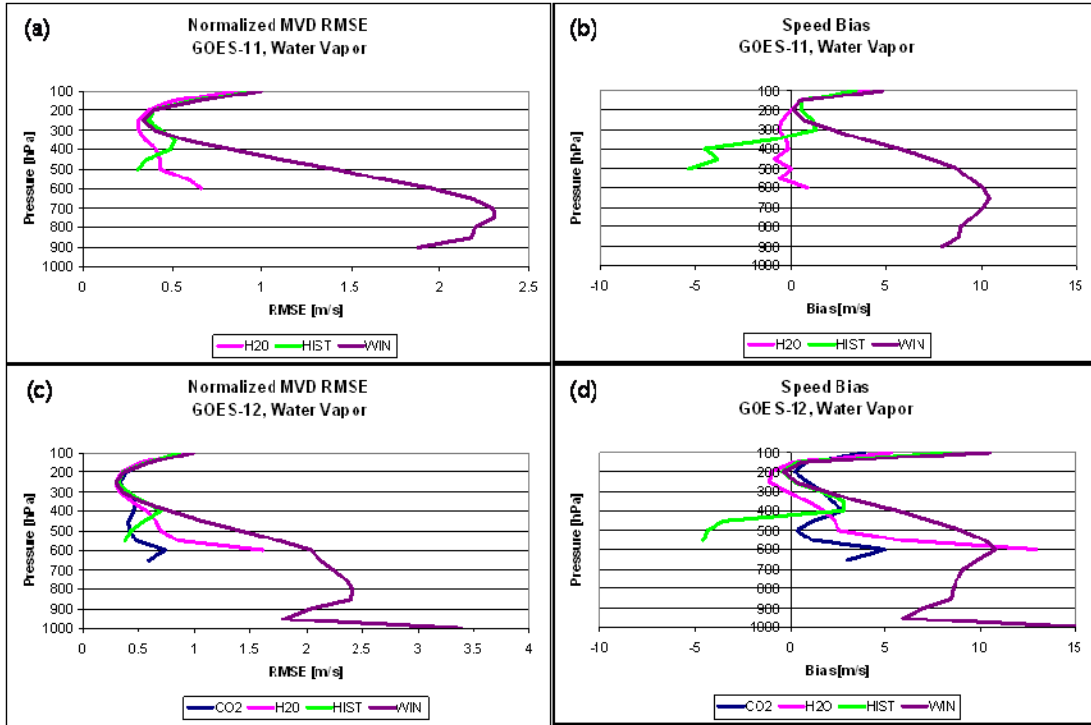 (a)
Normalized MVD RMSE
GOES-11, Water Vapor
Pressure [hPa]
100
200
300
400
500
600
700
800
900
1000
0 0.5 1 1.5 2 2.5
RMSE [m/s]
H20 HIST WIN
(b)
Speed Bias
GOES-11, Water Vapor
Pressure [hPa]
100
200
300
400
500
600
700
800
900
1000
-10 -5 0 5 10 15
Bias[m/s]
H2O HIST WIN
(c)
Normalized MVD RMSE
GOES-12, Water Vapor
Pressure [hPa]
100
200
300
400
500
600
700
800
900
1000
0 0.5 1 1.5 2 2.5 3 3.5 4
RMSE [m/s]
CO2 H20 HIST WIN
(d)
Speed Bias
GOES-12, Water Vapor
Pressure [hPa]
100
200
300
400
500
600
700
800
900
1000
-10 -5 0 5 10 15
Bias[m/s]
CO2 H2O HIST WIN